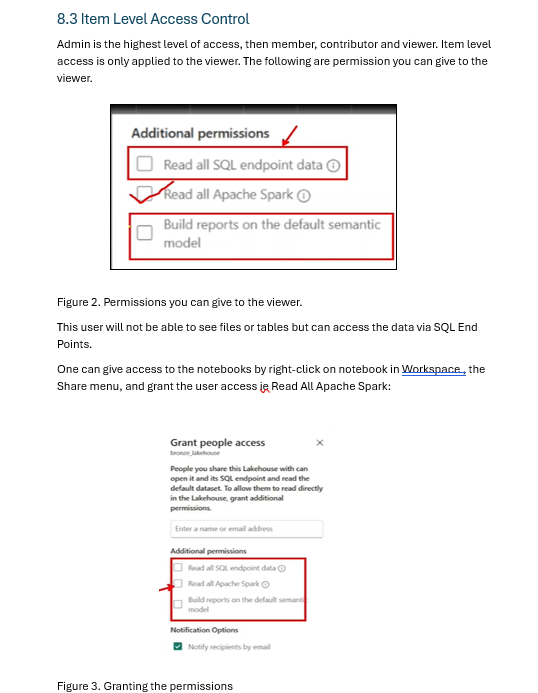 8.3 Item Level Access Control
Admin is the highest level of access, then member, contributor and viewer. Item level
access is only applied to the viewer. The following are permission you can give to the
viewer.
Additional permissions
Read all SQL endpoint data
Read all Apache Spark
Build reports on the default semantic
model
Figure 2. Permissions you can give to the viewer.
This user will not be able to see files or tables but can access the data via SQL End
Points.
One can give access to the notebooks by right-click on notebook in Workspace., the
Share menu, and grant the user access ie Read All Apache Spark:
Grant people access
bronze_lakehouse
People you share this Lakehouse with can
open it and its SQL endpoint and read the
default dataset. To allow them to read directly
in the Lakehouse, grant additional
permissions.
Enter a name or email address
Additional permissions
Read all SQL endpoint data
Read all Apache Spark
Build reports on the default semantic
model
Notification Options
Notify recipients by email
Figure 3. Granting the permissions